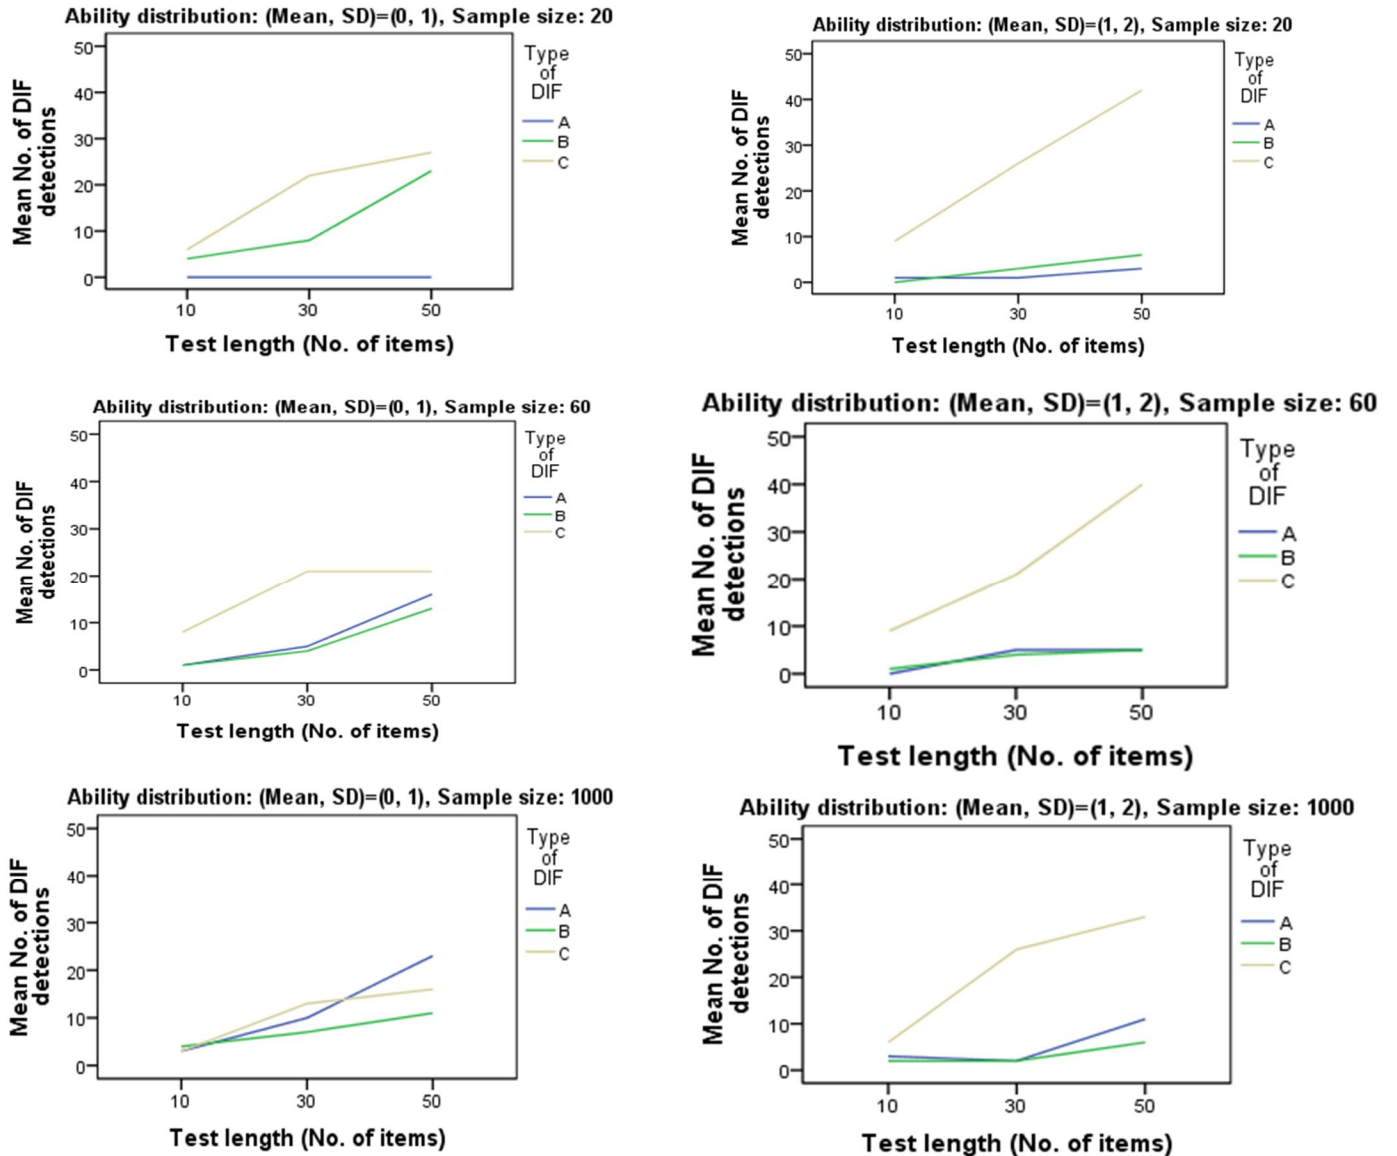 Ability distribution: (Mean, SD)=(0, 1), Sample size: 20
Mean No. of DIF
detections
50
40
30
20
10
0
10 30 50
Test length (No. of items)
Type
of
DIF
A
B
C
Ability distribution: (Mean, SD)=(1, 2), Sample size: 20
Mean No. of DIF
detections
50
40
30
20
10
0
10 30 50
Test length (No. of items)
Type
of
DIF
A
B
C
Ability distribution: (Mean, SD)=(0, 1), Sample size: 60
Mean No. of DIF
detections
50
40
30
20
10
0
10 30 50
Test length (No. of items)
Type
of
DIF
A
B
C
Ability distribution: (Mean, SD)=(1, 2), Sample size: 60
Mean No. of DIF
detections
50
40
30
20
10
0
10 30 50
Test length (No. of items)
Type
of
DIF
A
B
C
Ability distribution: (Mean, SD)=(0, 1), Sample size: 1000
Mean No. of DIF
detections
50
40
30
20
10
0
10 30 50
Test length (No. of items)
Type
of
DIF
A
B
C
Ability distribution: (Mean, SD)=(1, 2), Sample size: 1000
Mean No. of DIF
detections
50
40
30
20
10
0
10 30 50
Test length (No. of items)
Type
of
DIF
A
B
C